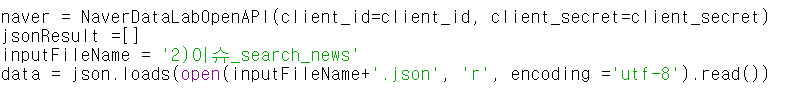 naver = NaverDataLabOpenAPI(client_id=client_id, client_secret=client_secret)
jsonResult =[]
inputFileName = '2)이슈_search_news'
data = json.loads(open(inputFileName+'.json', 'r', encoding ='utf-8').read())